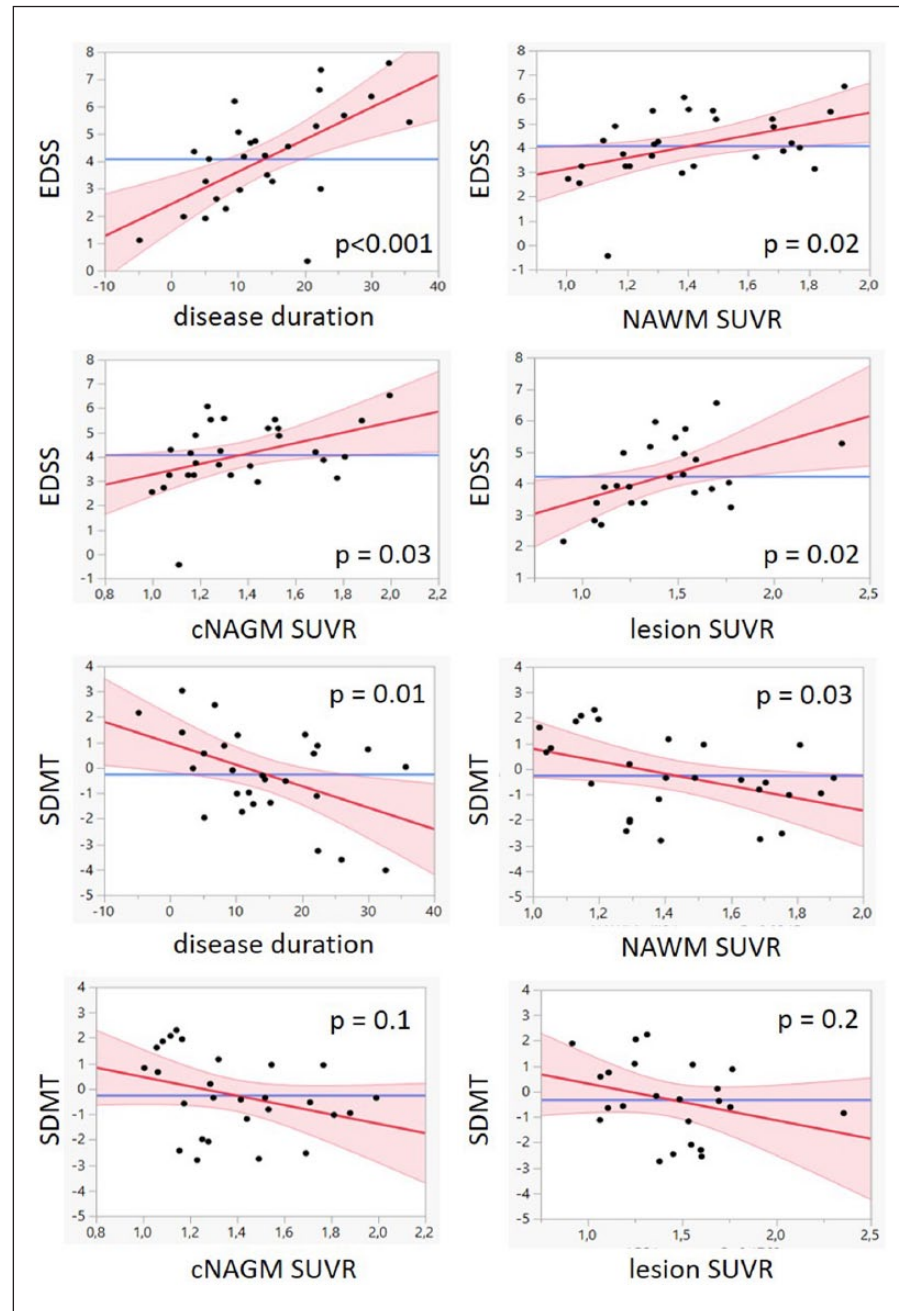 8
7
6
5
4
3
2
1
0
EDSS
p<0.001
-10 0 10 20 30 40
disease duration
8
7
6
5
4
3
2
1
0
-1
EDSS
p = 0.02
1,0 1,2 1,4 1,6 1,8 2,0
NAWM SUVR
8
7
6
5
4
3
2
1
0
-1
EDSS
p = 0.03
0,8 1,0 1,2 1,4 1,6 1,8 2,0 2,2
cNAGM SUVR
8
7
6
5
4
3
2
1
EDSS
p = 0.02
1,0 1,5 2,0 2,5
lesion SUVR
4
3
2
1
0
-1
-2
-3
-4
-5
SDMT
p = 0.01
-10 0 10 20 30 40
disease duration
4
3
2
1
0
-1
-2
-3
-4
-5
SDMT
p = 0.03
1,0 1,2 1,4 1,6 1,8 2,0
NAWM SUVR
4
3
2
1
0
-1
-2
-3
-4
-5
SDMT
p = 0.1
0,8 1,0 1,2 1,4 1,6 1,8 2,0 2,2
cNAGM SUVR
4
3
2
1
0
-1
-2
-3
-4
-5
SDMT
p = 0.2
1,0 1,5 2,0 2,5
lesion SUVR